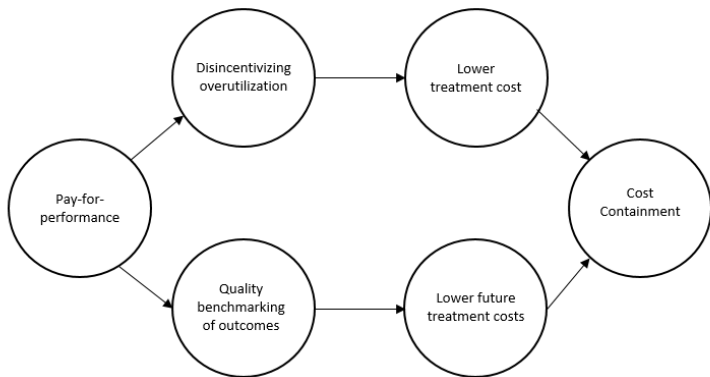 Disincentivizing
overutilization
Lower
treatment cost
Pay-for-
performance
Cost
Containment
Quality
benchmarking
of outcomes
Lower future
treatment costs